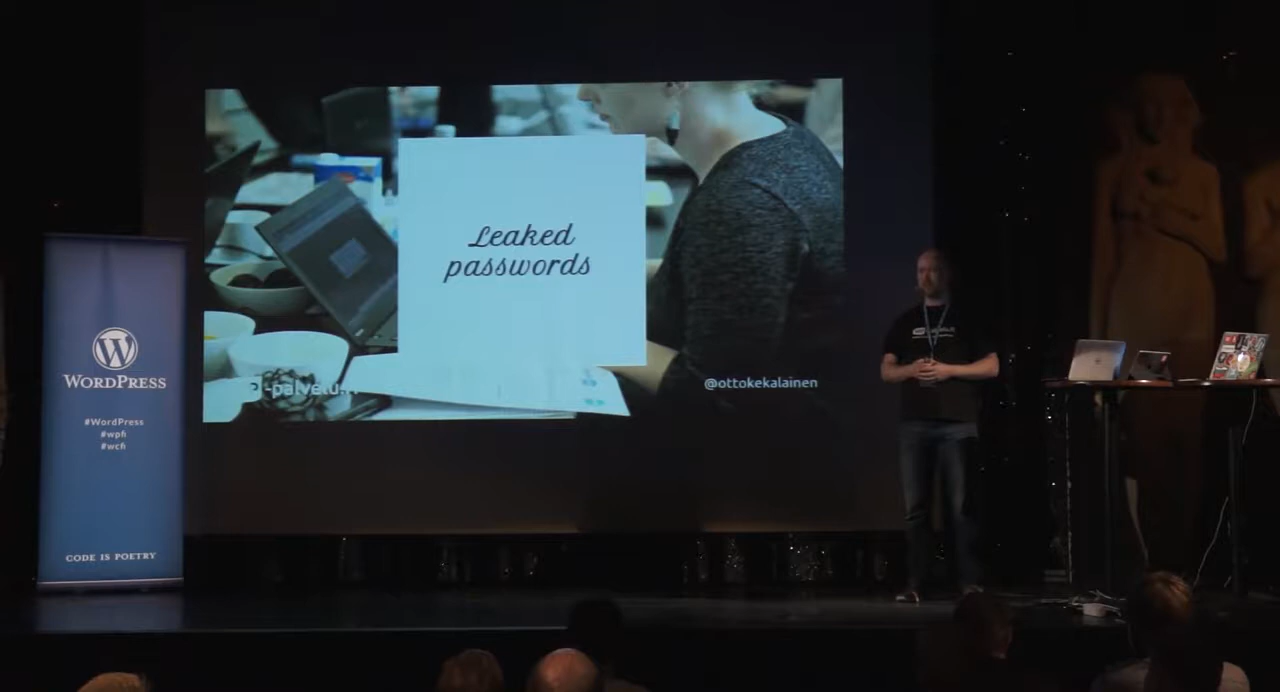 Leaked
passwords
@ottokekalainen
WORDPRESS
#WordPress
#wpfi
#wcfi
CODE IS POETRY